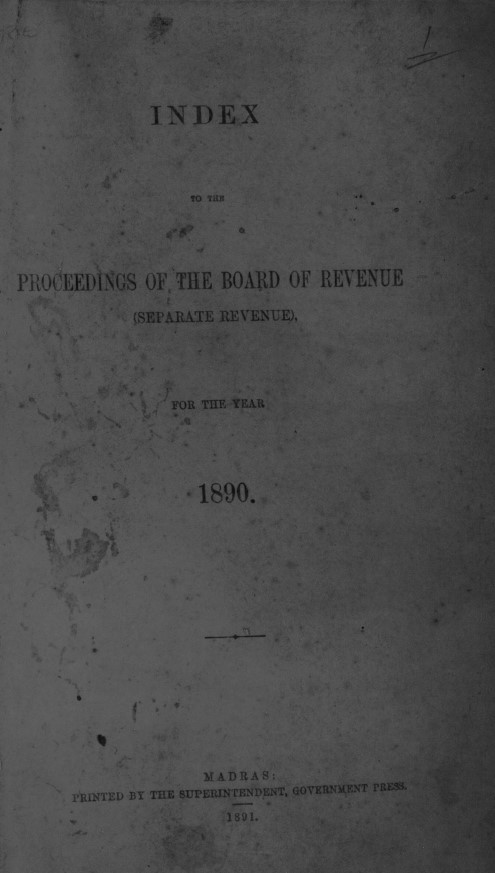 INDEX
TO THE
PROCEEDINGS OF THE BOARD OF REVENUE
(SEPARATE REVENUE),
FOR THE YEAR
1890.
MADRAS:
PRINTED BY THE SUPERINTENDENT, GOVERNMENT PRESS.
1891.